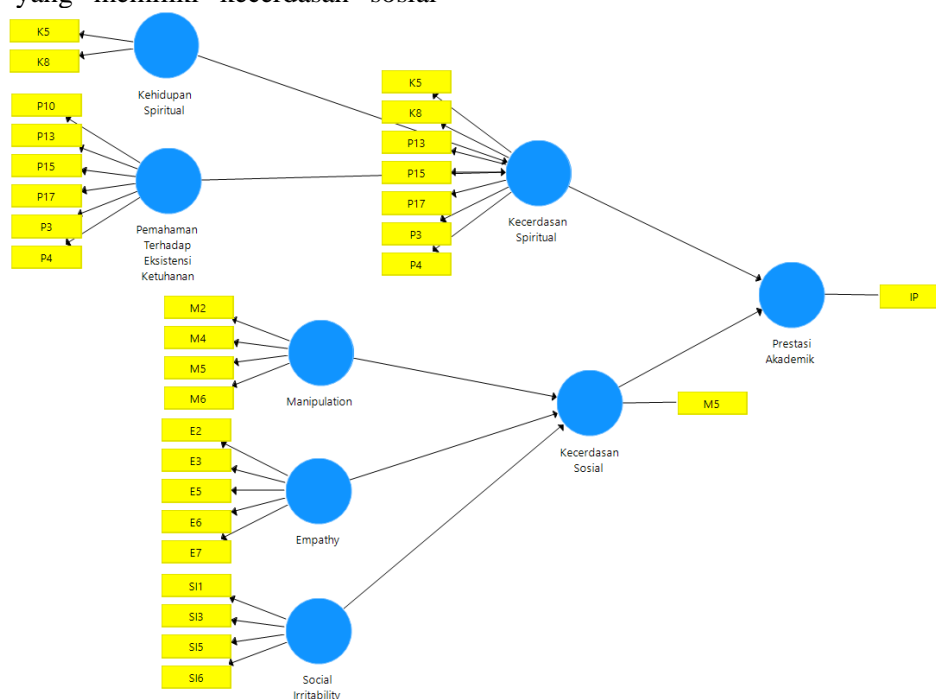 yang memiliki kecerdasan sosial
K5
K8
Kehidupan
Spiritual
P10
P13
P15
P17
P3
P4
Pemahaman
Terhadap
Eksistensi
Ketuhanan
K5
K8
P13
P15
P17
P3
P4
Kecerdasan
Spiritual
M2
M4
M5
M6
Manipulation
E2
E3
E5
E6
E7
Empathy
SI1
SI3
SI5
SI6
Social
Irritability
Kecerdasan
Sosial
M5
Prestasi
Akademik
IP